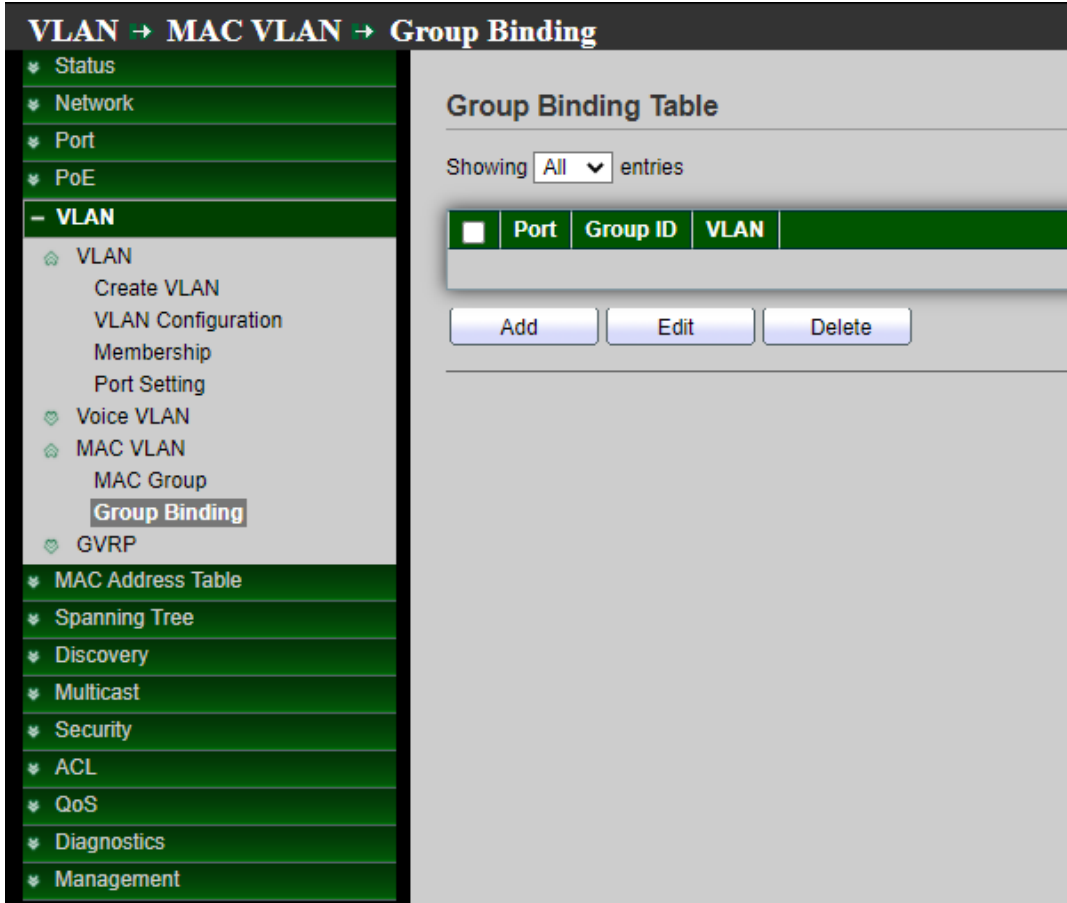 VLAN → MAC VLAN → Group Binding
Status
Network
Port
PoE
VLAN
VLAN
Create VLAN
VLAN Configuration
Membership
Port Setting
Voice VLAN
MAC VLAN
MAC Group
Group Binding
GVRP
MAC Address Table
Spanning Tree
Discovery
Multicast
Security
ACL
QoS
Diagnostics
Management
Group Binding Table
Showing All entries
Port Group ID VLAN
Add Edit Delete